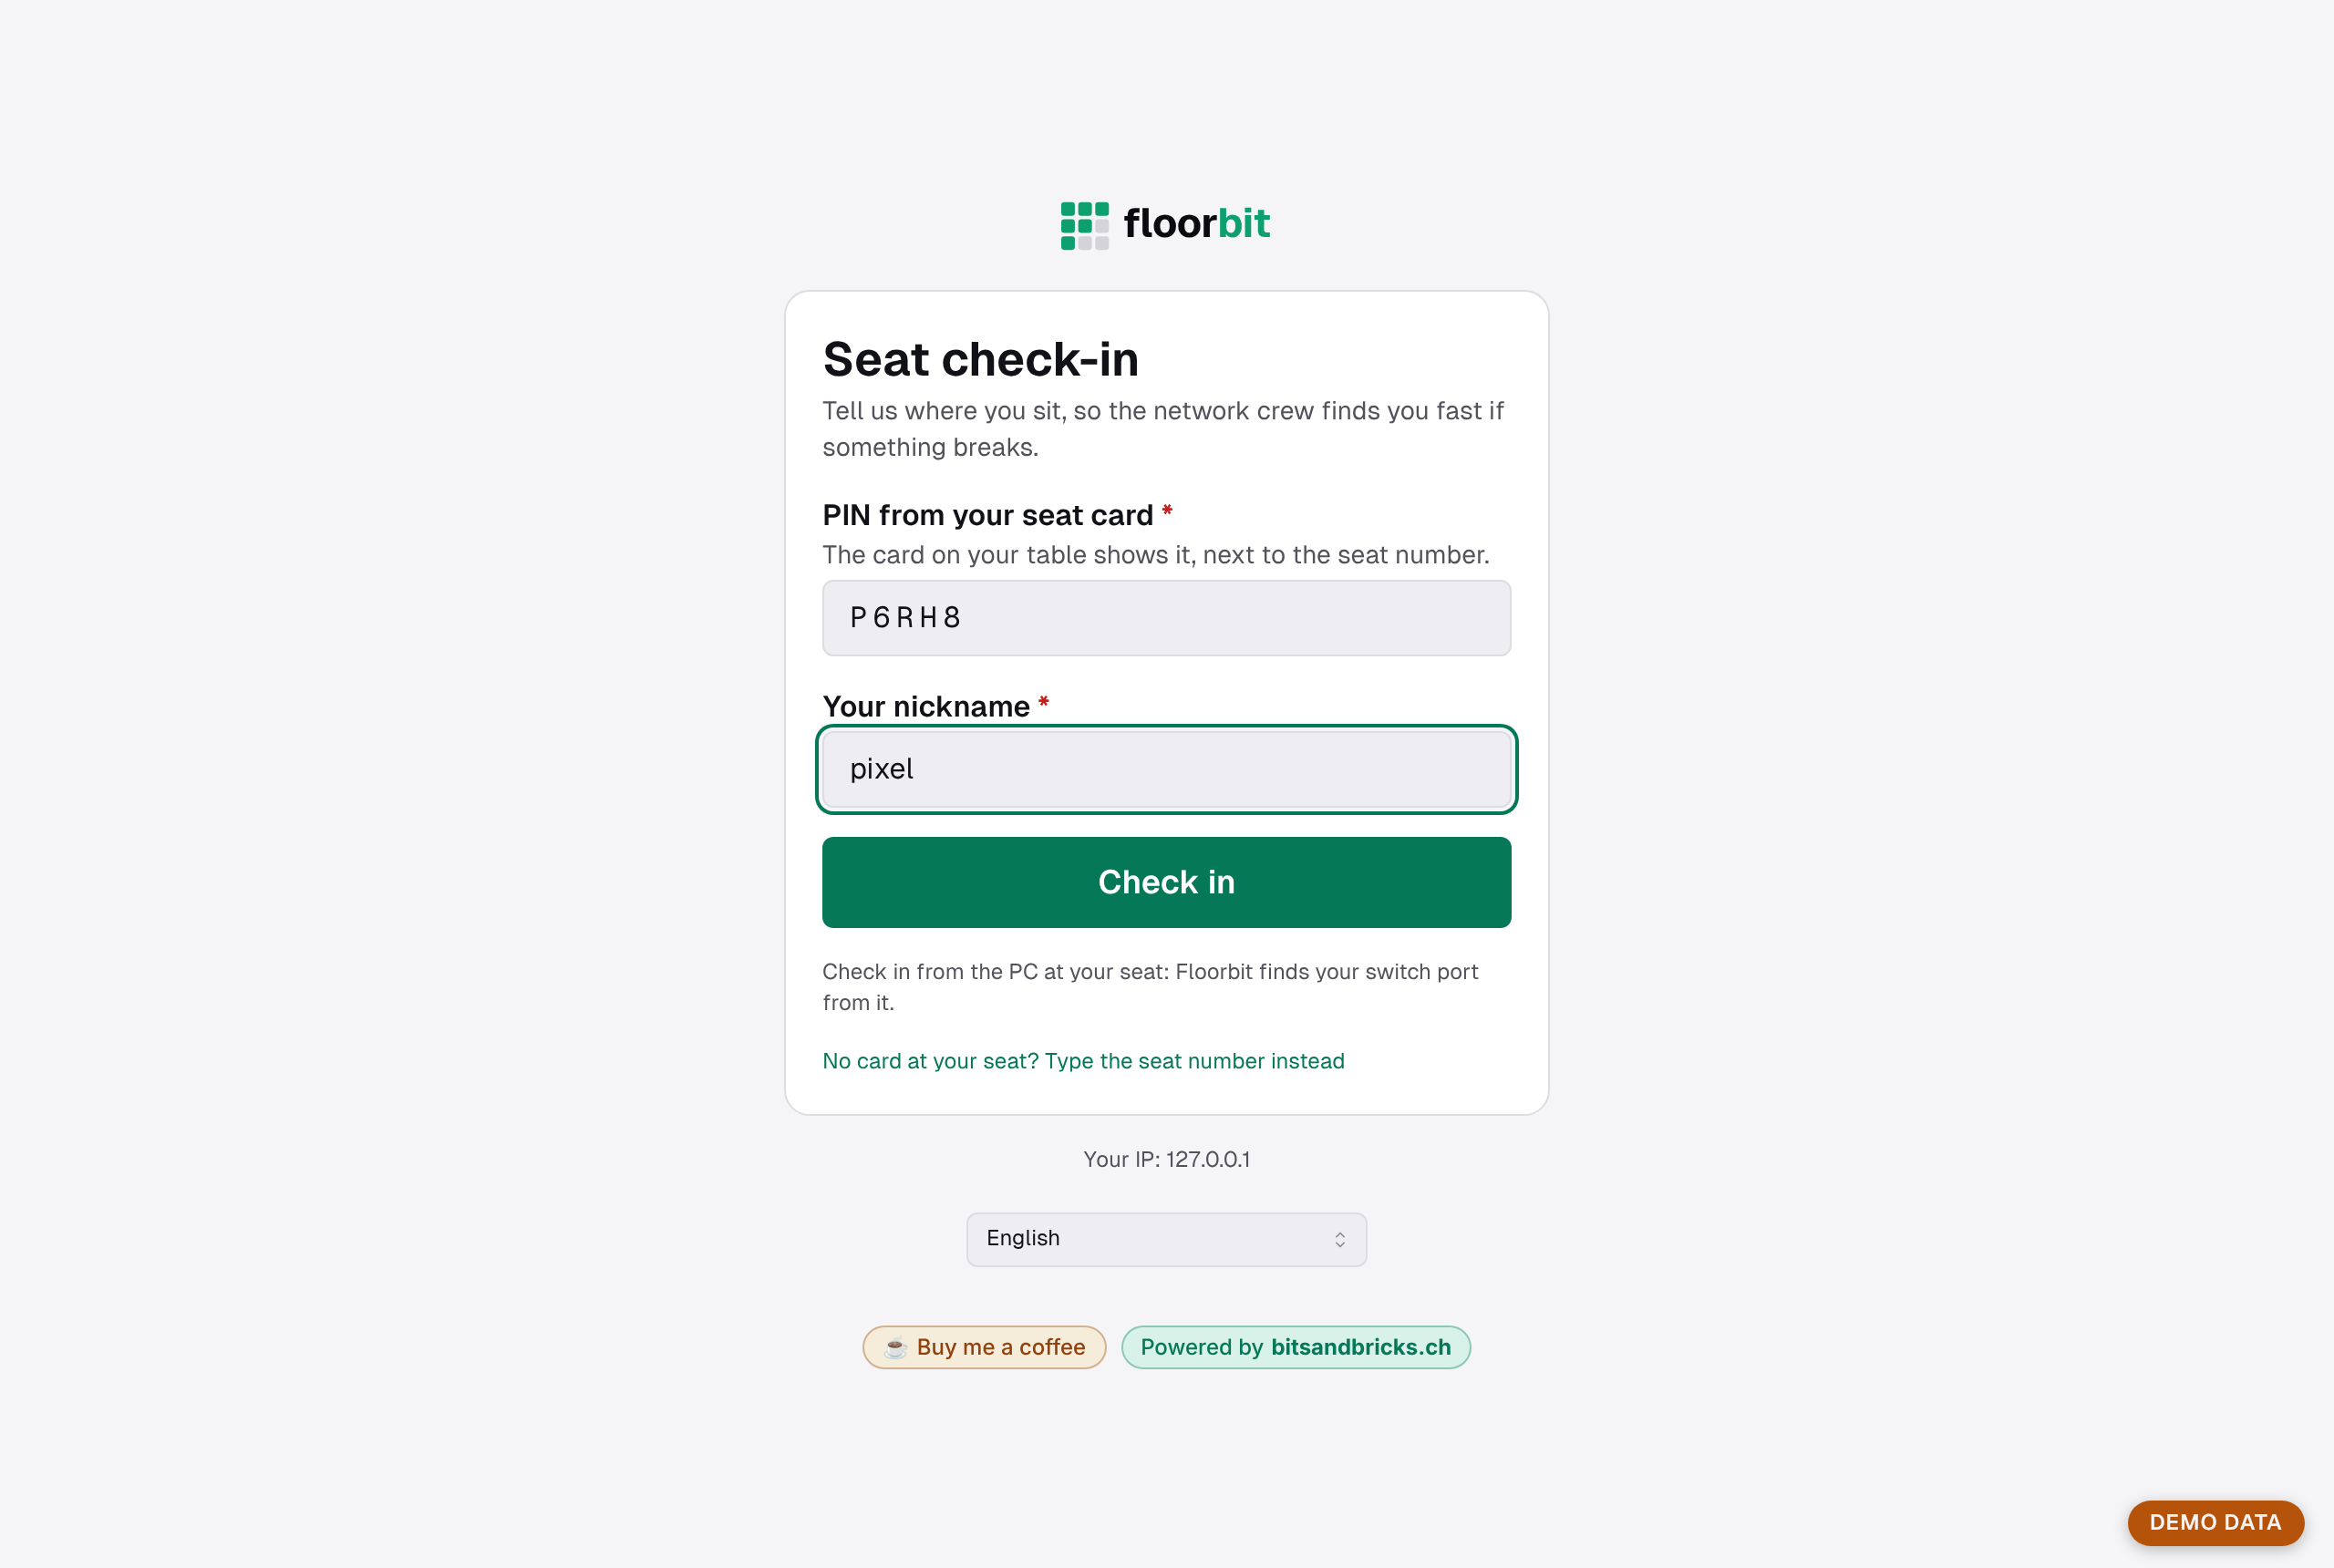 floorbit
Seat check-in
Tell us where you sit, so the network crew finds you fast if
something breaks.
PIN from your seat card *
The card on your table shows it, next to the seat number.
P6RH8
Your nickname *
pixel
Check in
Check in from the PC at your seat: Floorbit finds your switch port
from it.
No card at your seat? Type the seat number instead
Your IP: 127.0.0.1
English
☕ Buy me a coffee
Powered by bitsandbricks.ch
DEMO DATA